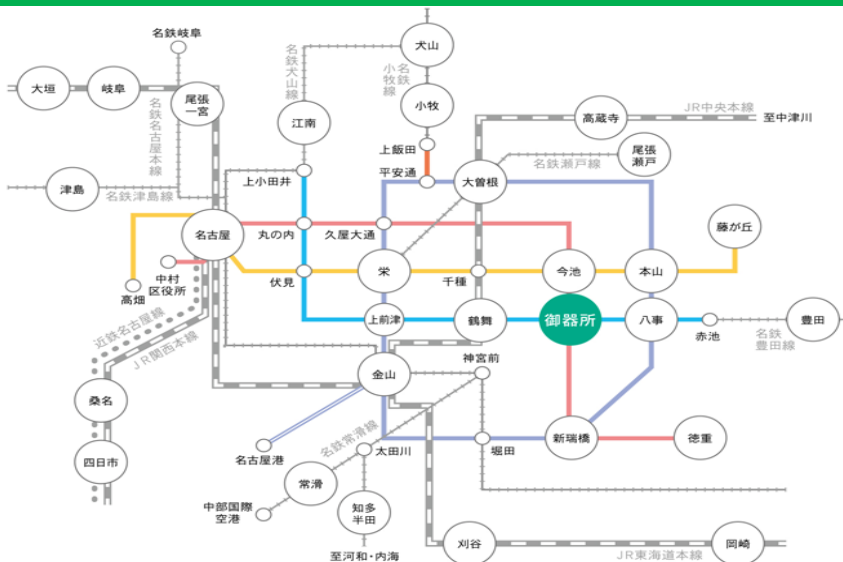 名鉄岐阜
犬山
名鉄犬山線
名鉄
小牧線
大垣
岐阜
尾張
一宮
小牧
江南
高蔵寺
JR中央本線
至中津川
名鉄名古屋本線
上飯田
尾張
瀬戸
名鉄瀬戸線
平安通
大曽根
上小田井
津島
名鉄津島線
藤が丘
名古屋
丸の内
久屋大通
中村
区役所
高畑
伏見
栄
千種
今池
本山
近鉄名古屋線
JR関西本線
上前津
鶴舞
御器所
八事
赤池
名鉄
豊田線
豊田
神宮前
金山
桑名
名古屋港
名鉄常滑線
太田川
堀田
新瑞橋
徳重
四日市
常滑
中部国際
空港
知多
半田
至河和・内海
刈谷
JR東海道本線
岡崎